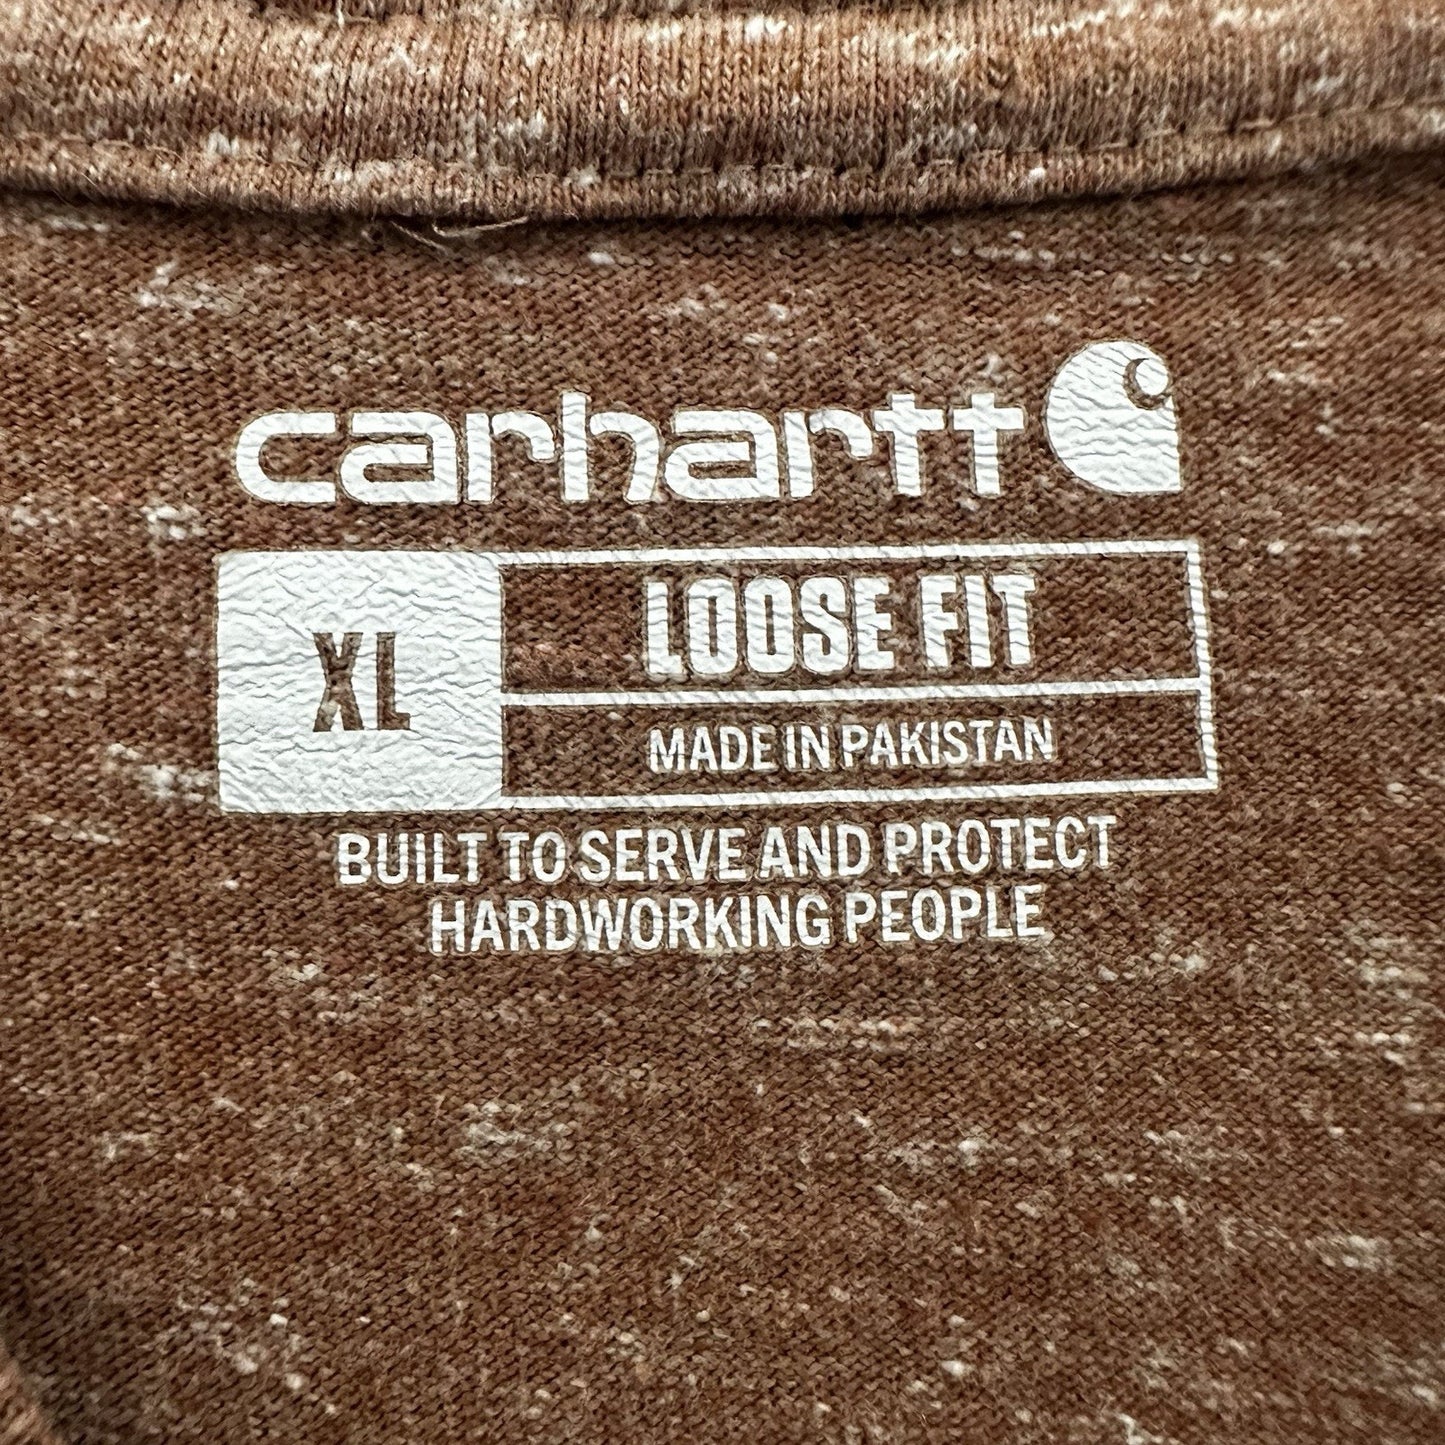 carhartt
XL
LOOSE FIT
MADE IN PAKISTAN
BUILT TO SERVE AND PROTECT
HARDWORKING PEOPLE